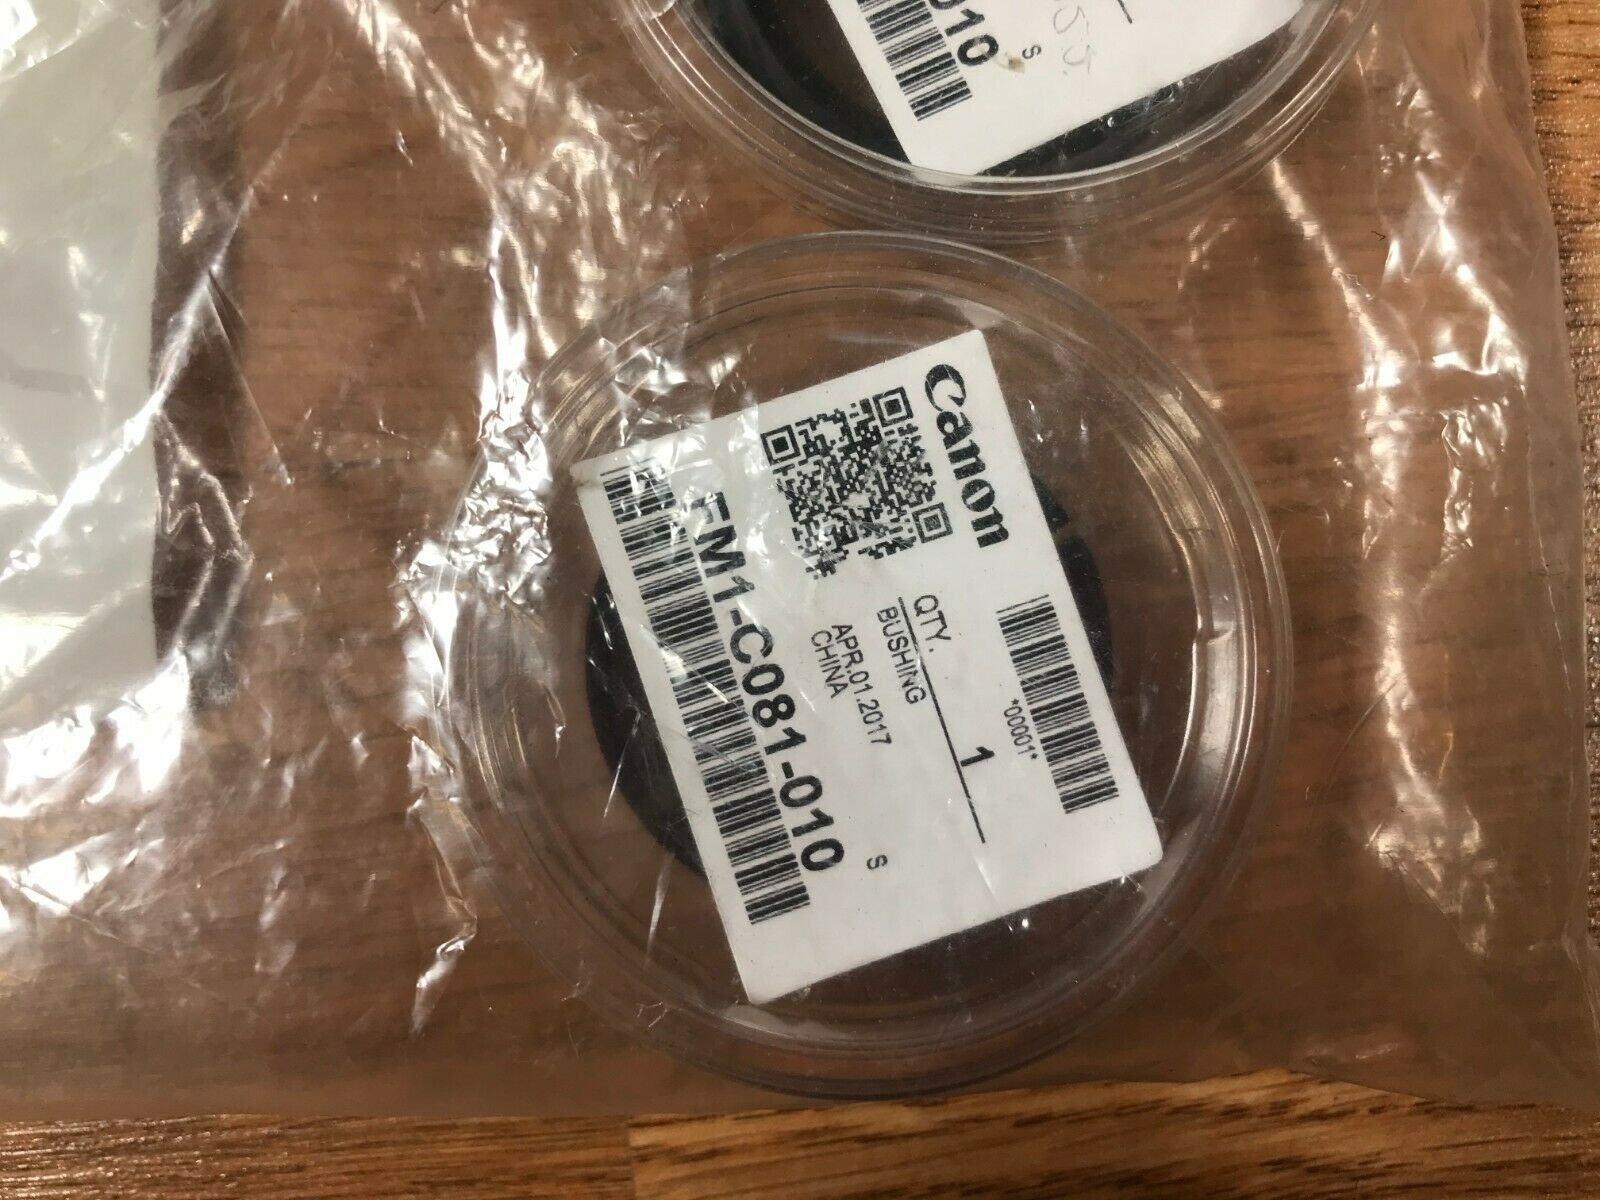 010
S
Canon
*00001*
QTY. 1
BUSHING
APR.01.2017
CHINA
S
FM1-C081-010